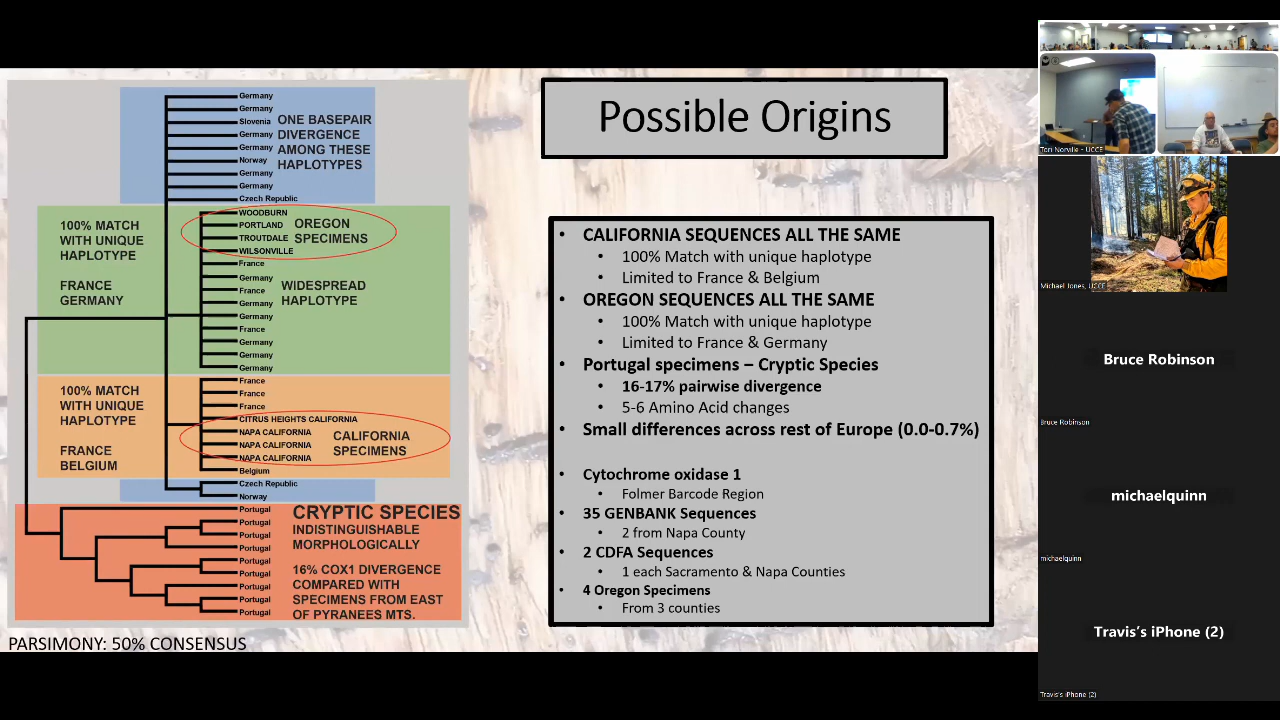 Possible Origins
Germany
Germany
Slovenia
Germany
Germany
Norway
Germany
Germany
Czech Republic
ONE BASEPAIR
DIVERGENCE
AMONG THESE
HAPLOTYPES
WOODBURN
PORTLAND
TROUTDALE
WILSONVILLE
OREGON
SPECIMENS
France
Germany
France
Germany
Germany
France
Germany
Germany
Germany
WIDESPREAD
HAPLOTYPE
100% MATCH
WITH UNIQUE
HAPLOTYPE
FRANCE
GERMANY
France
France
France
CITRUS HEIGHTS CALIFORNIA
NAPA CALIFORNIA
NAPA CALIFORNIA
NAPA CALIFORNIA
Belgium
CALIFORNIA
SPECIMENS
100% MATCH
WITH UNIQUE
HAPLOTYPE
FRANCE
BELGIUM
Czech Republic
Norway
Portugal
Portugal
Portugal
Portugal
Portugal
Portugal
Portugal
Portugal
Portugal
CRYPTIC SPECIES
INDISTINGUISHABLE
MORPHOLOGICALLY
16% COX1 DIVERGENCE
COMPARED WITH
SPECIMENS FROM EAST
OF PYRANEES MTS.
PARSIMONY: 50% CONSENSUS
• CALIFORNIA SEQUENCES ALL THE SAME
• 100% Match with unique haplotype
• Limited to France & Belgium
• OREGON SEQUENCES ALL THE SAME
• 100% Match with unique haplotype
• Limited to France & Germany
• Portugal specimens – Cryptic Species
• 16-17% pairwise divergence
• 5-6 Amino Acid changes
• Small differences across rest of Europe (0.0-0.7%)
• Cytochrome oxidase 1
• Folmer Barcode Region
• 35 GENBANK Sequences
• 2 from Napa County
• 2 CDFA Sequences
• 1 each Sacramento & Napa Counties
• 4 Oregon Specimens
• From 3 counties
Tori Norville - UCCE
Michael Jones, UCCE
Bruce Robinson
Bruce Robinson
michaelquinn
michaelquinn
Travis's iPhone (2)
Travis's iPhone (2)